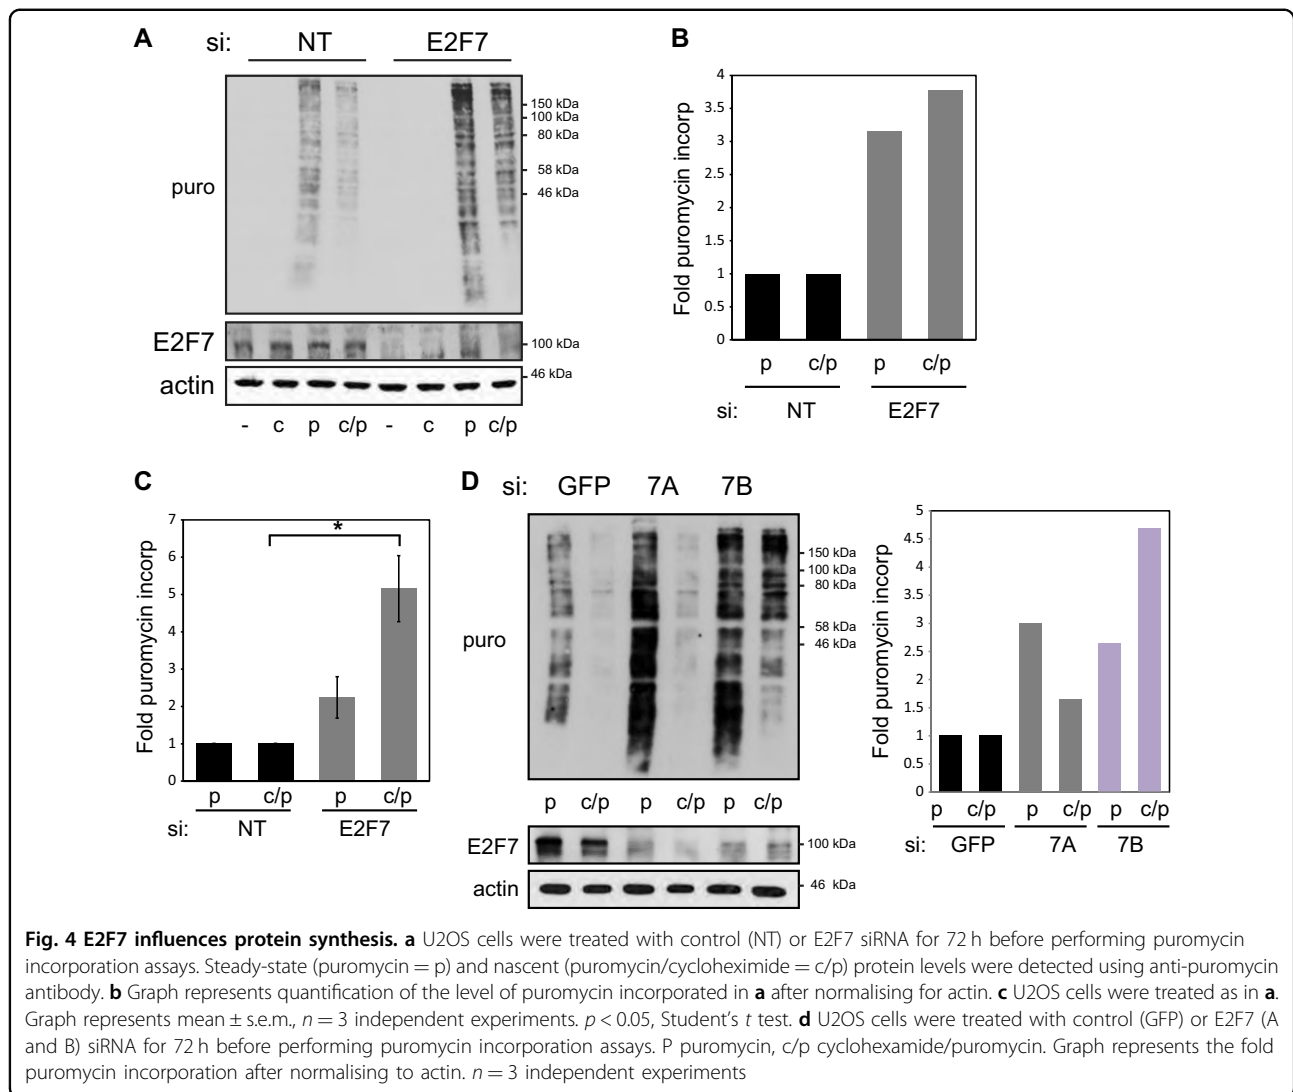 A
si: NT E2F7
puro
150 kDa
100 kDa
80 kDa
58 kDa
46 kDa
E2F7
100 kDa
actin
46 kDa
- c p c/p - c p c/p
B
Fold puromycin incorp
4
3.5
3
2.5
2
1.5
1
0.5
0
p c/p p c/p
si: NT E2F7
C
Fold puromycin incorp
7
6
5
4
3
2
1
0
*
p c/p p c/p
si: NT E2F7
D
si: GFP 7A 7B
puro
150 kDa
100 kDa
80 kDa
58 kDa
46 kDa
p c/p p c/p p c/p
E2F7
100 kDa
actin
46 kDa
Fold puromycin incorp
5
4.5
4
3
3
2.5
2
1.5
1
0.5
0
p c/p p c/p p c/p
si: GFP 7A 7B
Fig. 4 E2F7 influences protein synthesis. a U2OS cells were treated with control (NT) or E2F7 siRNA for 72 h before performing puromycin
incorporation assays. Steady-state (puromycin = p) and nascent (puromycin/cycloheximide = c/p) protein levels were detected using anti-puromycin
antibody. b Graph represents quantification of the level of puromycin incorporated in a after normalising for actin. c U2OS cells were treated as in a.
Graph represents mean ± s.e.m., n = 3 independent experiments. p < 0.05, Student's t test. d U2OS cells were treated with control (GFP) or E2F7 (A
and B) siRNA for 72 h before performing puromycin incorporation assays. P puromycin, c/p cyclohexamide/puromycin. Graph represents the fold
puromycin incorporation after normalising to actin. n = 3 independent experiments